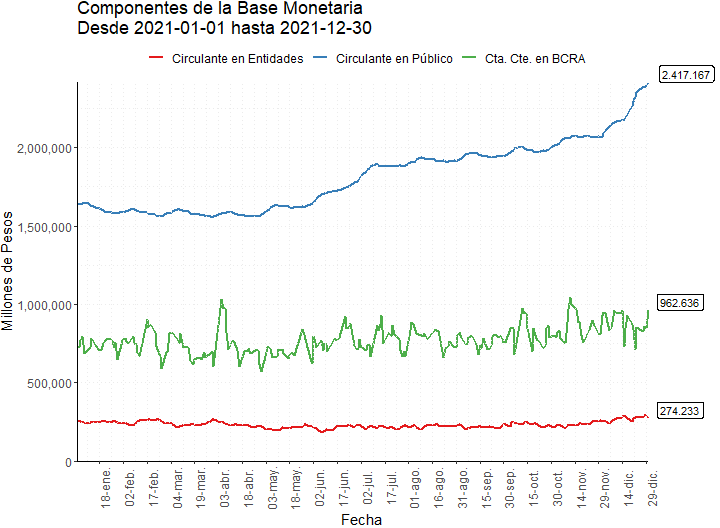 Componentes de la Base Monetaria
Desde 2021-01-01 hasta 2021-12-30
Circulante en Entidades Circulante en Público Cta. Cte. en BCRA
2.417.167
2,000,000
1,500,000
Millones de Pesos
1,000,000
962.636
500,000
274.233
0
18-ene.
02-feb.
17-feb.
04-mar.
19-mar.
03-abr.
18-abr.
03-may.
18-may.
02-jun.
17-jun.
02-jul.
17-jul.
01-ago.
16-ago.
31-ago.
15-sep.
30-sep.
15-oct.
30-oct.
14-nov.
29-nov.
14-dic.
29-dic.
Fecha